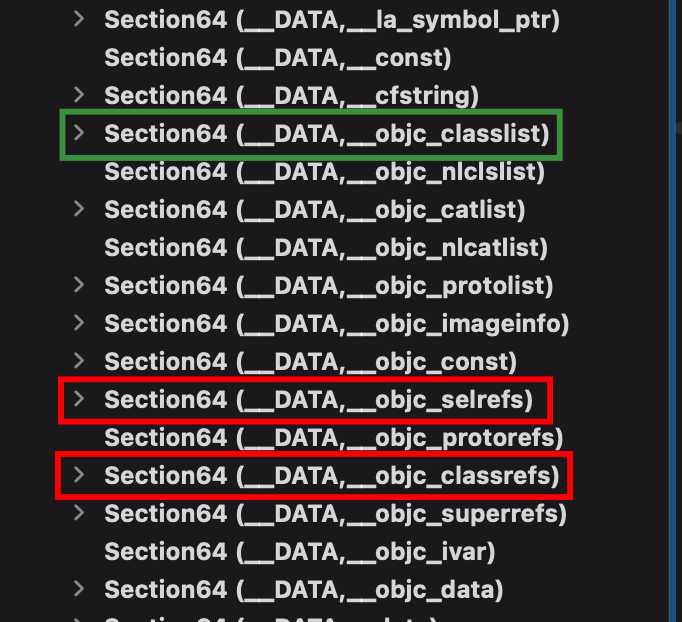 Section64 (__DATA,__la_symbol_ptr)
Section64 (__DATA,__const)
Section64 (__DATA,__cfstring)
Section64 (__DATA,__objc_classlist)
Section64 (__DATA,__objc_nlclslist)
Section64 (__DATA,__objc_catlist)
Section64 (__DATA,__objc_nlcatlist)
Section64 (__DATA,__objc_protolist)
Section64 (__DATA,__objc_imageinfo)
Section64 (__DATA,__objc_const)
Section64 (__DATA,__objc_selrefs)
Section64 (__DATA,__objc_protorefs)
Section64 (__DATA,__objc_classrefs)
Section64 (__DATA,__objc_superrefs)
Section64 (__DATA,__objc_ivar)
Section64 (__DATA,__objc_data)